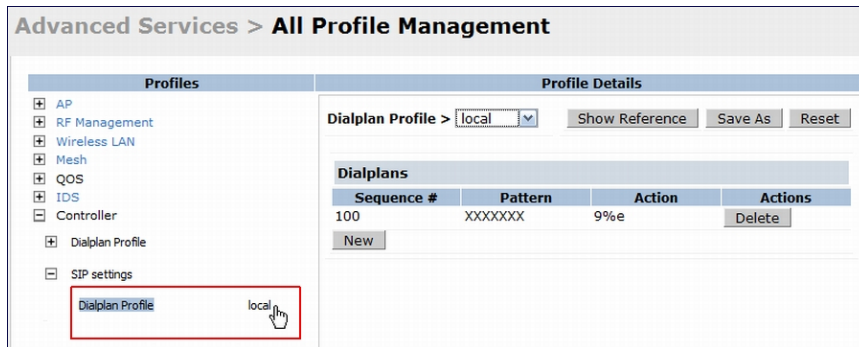 Advanced Services > All Profile Management
Profiles
AP
RF Management
Wireless LAN
Mesh
QOS
IDS
Controller
Dialplan Profile
SIP settings
Dialplan Profile local
Profile Details
Dialplan Profile > local Show Reference Save As Reset
Dialplans
Sequence # Pattern Action Actions
100 XXXXXXX 9%e Delete
New